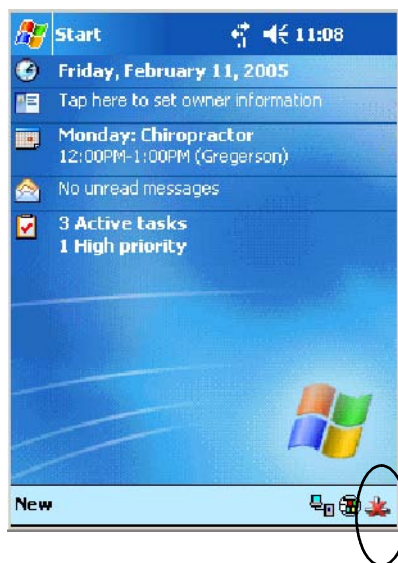 Start 11:08
Friday, February 11, 2005
Tap here to set owner information
Monday: Chiropractor
12:00PM-1:00PM (Gregerson)
No unread messages
3 Active tasks
1 High priority
New